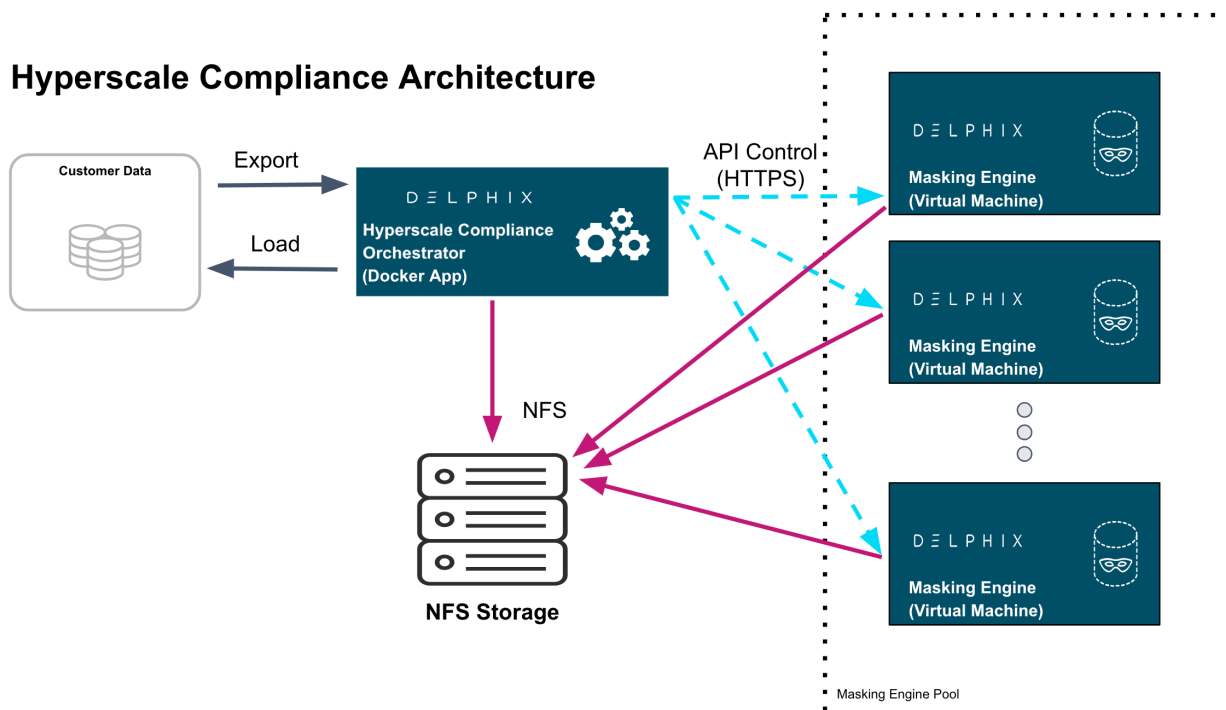 Hyperscale Compliance Architecture
Customer Data
Export
Load
DELPHIX
Hyperscale Compliance
Orchestrator
(Docker App)
API Control
(HTTPS)
NFS
NFS Storage
DELPHIX
Masking Engine
(Virtual Machine)
DELPHIX
Masking Engine
(Virtual Machine)
DELPHIX
Masking Engine
(Virtual Machine)
Masking Engine Pool